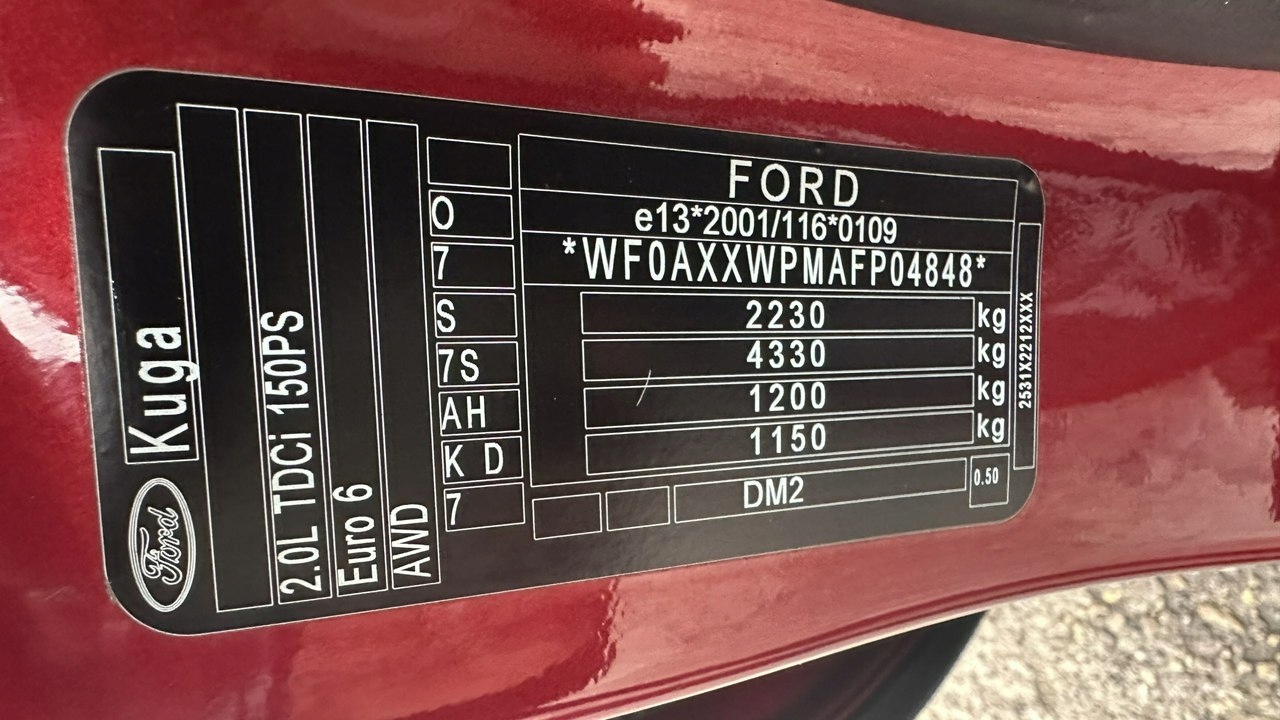 Kuga
Ford
2.0L TDCi 150PS
Euro 6
AWD
O
7
S
7S
AH
K D
7
FORD
e13*2001/116*0109
*WF0AXXWPMAFP04848*
2230 kg
4330 kg
1200 kg
1150 kg
DM2
0.50
2531X2212XXX